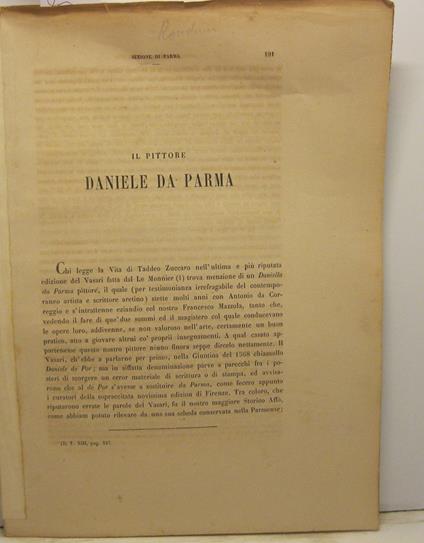 SEZIONE DI PARMA 191
IL PITTORE
DANIELE DA PARMA
Chi legge la Vita di Taddeo Zuccaro nell'ultima e più riputata
edizione del Vasari fatta dal Le Monnier (1) trova menzione di un Daniello
da Parma pittore, il quale (per testimonianza irrefragabile del contempo-
raneo artista e scrittore aretino) stette molti anni con Antonio da Cor-
reggio e s'intrattenne eziandio col nostro Francesco Mazzola, tanto che,
vedendo il fare di que' due sommi ed il magistero col quale conducevano
le opere loro, addivenne, se non valoroso nell'arte, certamente un buon
pratico, atto a giovare altrui co' proprii insegnamenti. A qual casato ap-
partenesse questo nostro pittore niuno finora seppe dircelo nettamente. Il
Vasari, ch'ebbe a parlarne per primo, nella Giuntina del 1568 chiamollo
Daniele de Por; ma in siffatta denominazione parve a parecchi fra i po-
steri di scorgere un error materiale di scrittura o di stampa, ed avvisa-
rono che al de Por s'avesse a sostituire da Parma, come fecero appunto
i curatori della sopraccitata novissima edizion di Firenze. Tra coloro, che
riputarono errate le parole del Vasari, fu il nostro maggiore Storico Affò,
come abbiam potuto rilevare da una sua scheda conservata nella Parmense;
(1) T. XIII, pag.